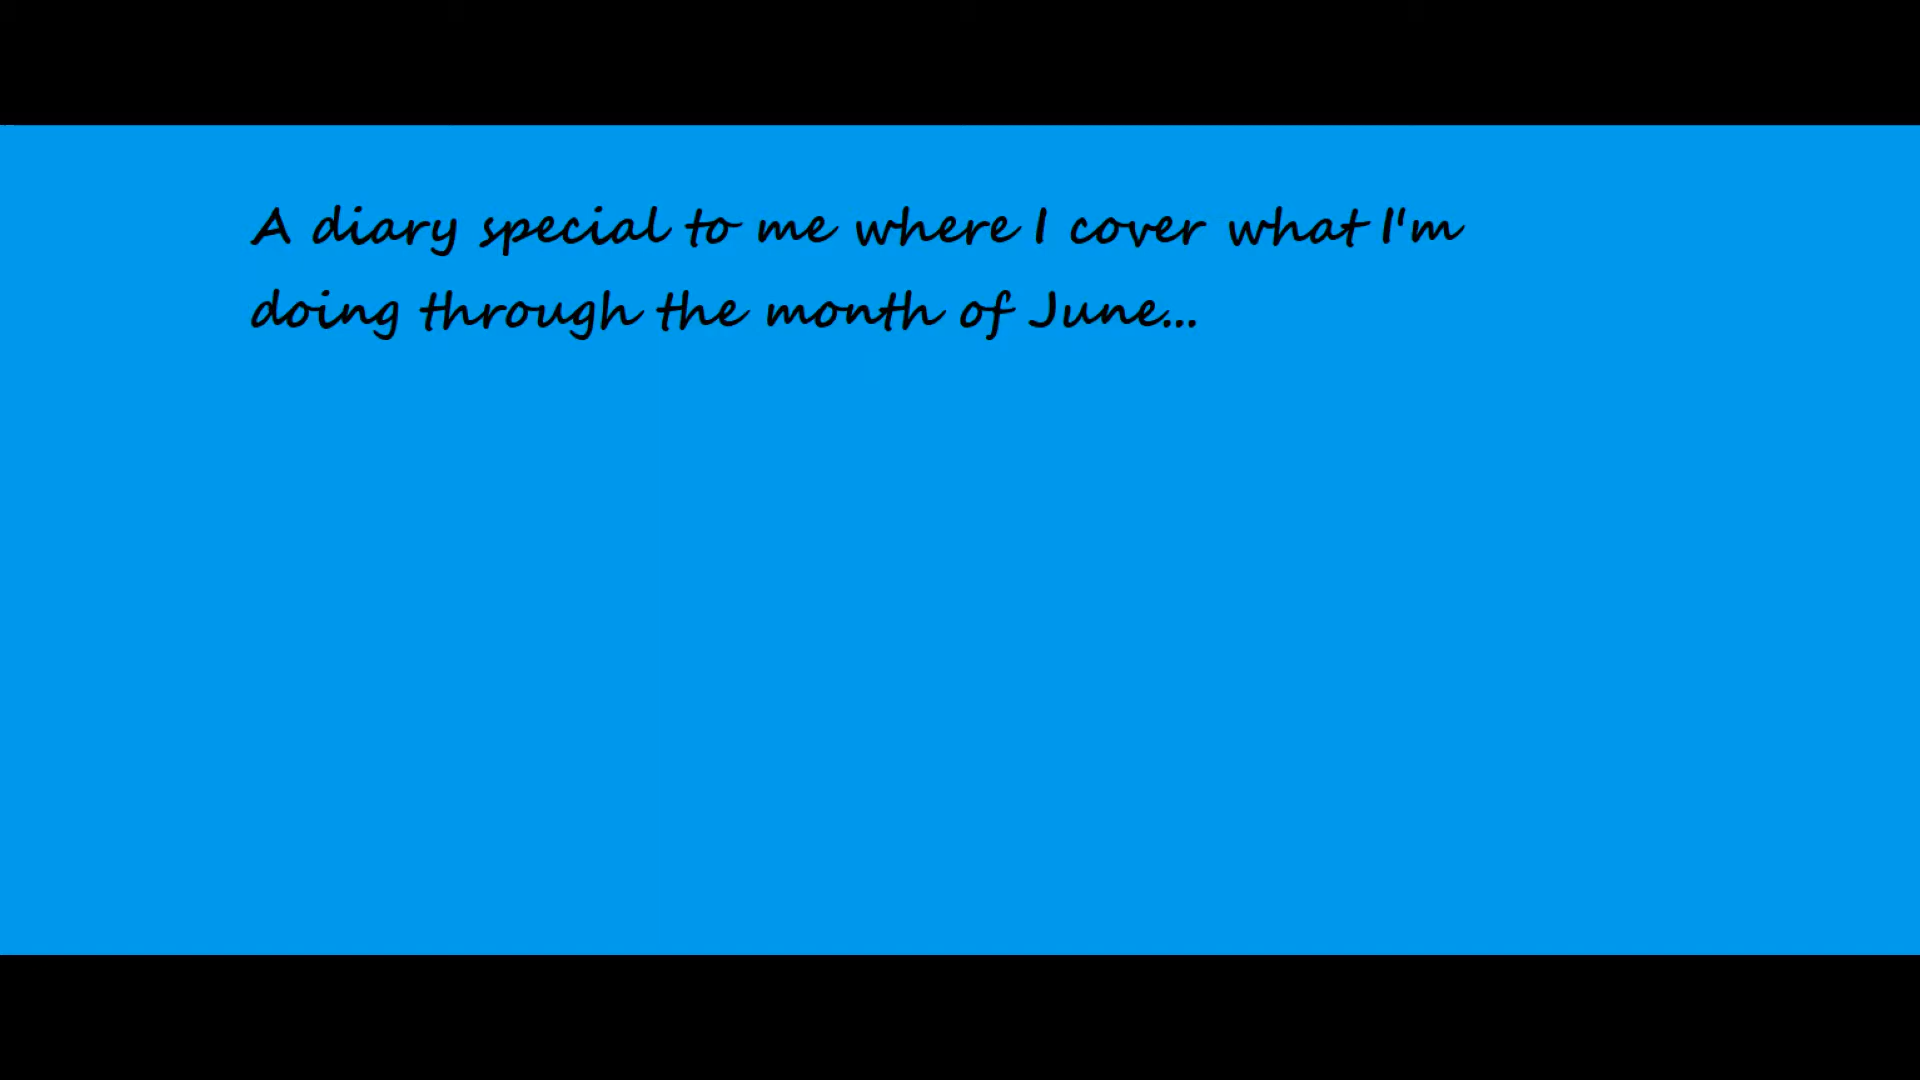 A diary special to me where I cover what I'm
doing through the month of June...